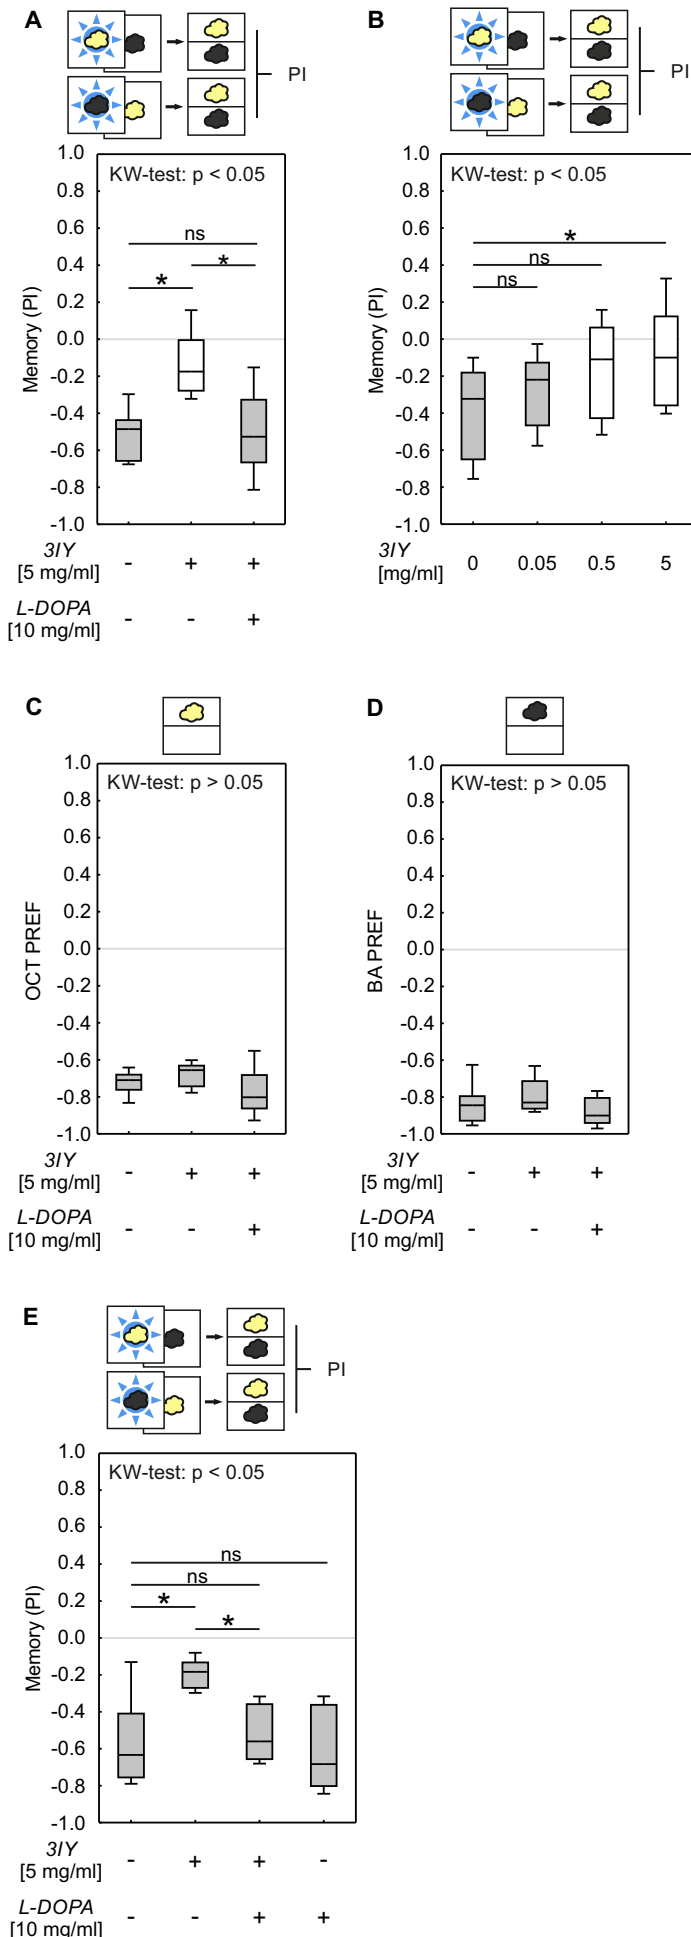 A
PI
KW-test: p < 0.05
ns
*
*
Memory (PI)
1.0
0.8
0.6
0.4
0.2
0.0
-0.2
-0.4
-0.6
-0.8
-1.0
3IY
[5 mg/ml]
- + +
L-DOPA
[10 mg/ml]
- - +
B
PI
KW-test: p < 0.05
*
ns
ns
Memory (PI)
1.0
0.8
0.6
0.4
0.2
0.0
-0.2
-0.4
-0.6
-0.8
-1.0
3IY
[mg/ml]
0 0.05 0.5 5
C
KW-test: p > 0.05
OCT PREF
1.0
0.8
0.6
0.4
0.2
0.0
-0.2
-0.4
-0.6
-0.8
-1.0
3IY
[5 mg/ml]
- + +
L-DOPA
[10 mg/ml]
- - +
D
KW-test: p > 0.05
BA PREF
1.0
0.8
0.6
0.4
0.2
0.0
-0.2
-0.4
-0.6
-0.8
-1.0
3IY
[5 mg/ml]
- + +
L-DOPA
[10 mg/ml]
- - +
E
PI
KW-test: p < 0.05
ns
ns
*
*
Memory (PI)
1.0
0.8
0.6
0.4
0.2
0.0
-0.2
-0.4
-0.6
-0.8
-1.0
3IY
[5 mg/ml]
- + + -
L-DOPA
[10 mg/ml]
- - + +